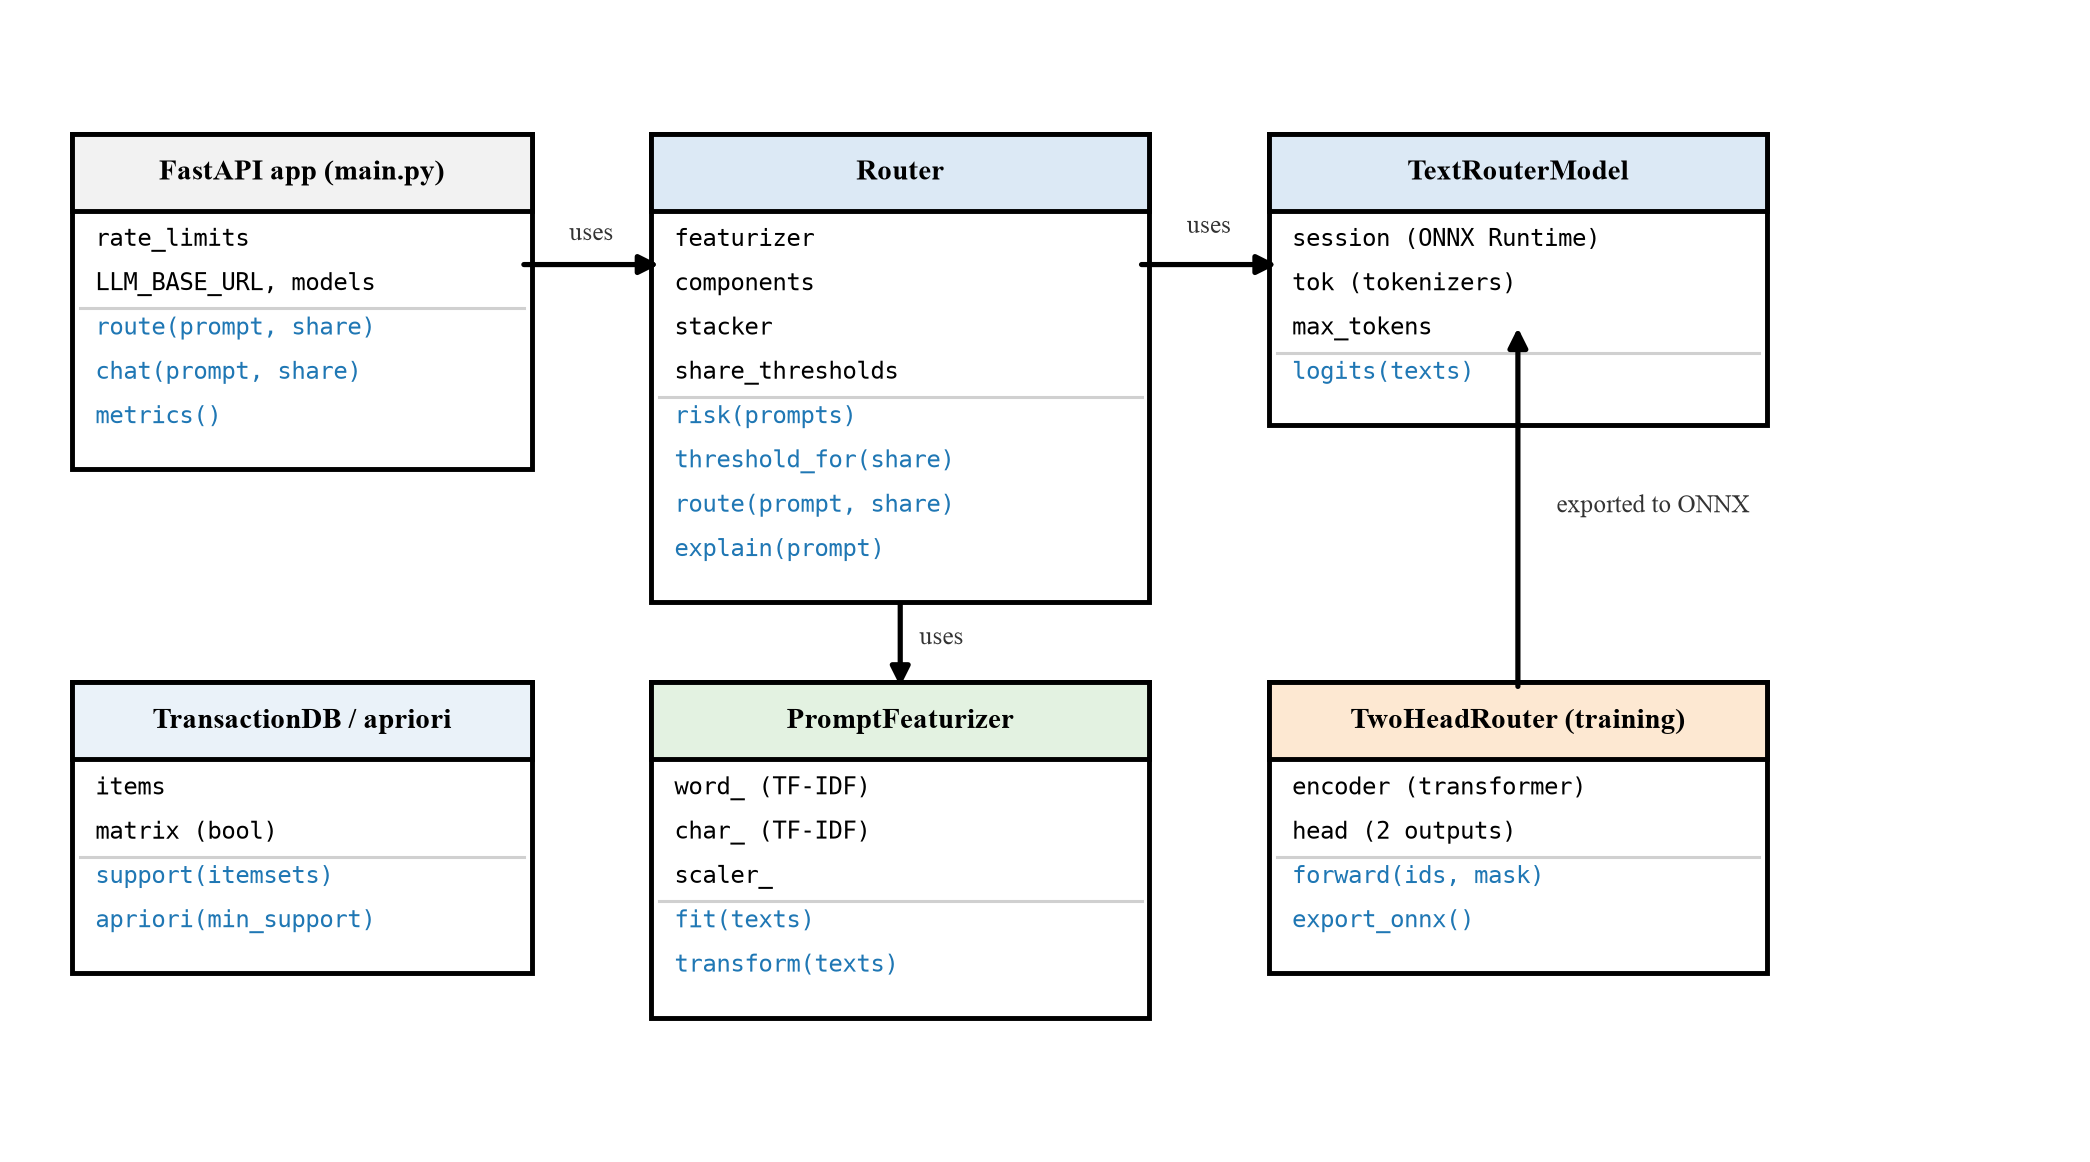 FastAPI app (main.py)
rate_limits
LLM_BASE_URL, models
route(prompt, share)
chat(prompt, share)
metrics()
uses
Router
featurizer
components
stacker
share_thresholds
risk(prompts)
threshold_for(share)
route(prompt, share)
explain(prompt)
uses
TextRouterModel
session (ONNX Runtime)
tok (tokenizers)
max_tokens
logits(texts)
exported to ONNX
uses
TransactionDB / apriori
items
matrix (bool)
support(itemsets)
apriori(min_support)
PromptFeaturizer
word_ (TF-IDF)
char_ (TF-IDF)
scaler_
fit(texts)
transform(texts)
TwoHeadRouter (training)
encoder (transformer)
head (2 outputs)
forward(ids, mask)
export_onnx()